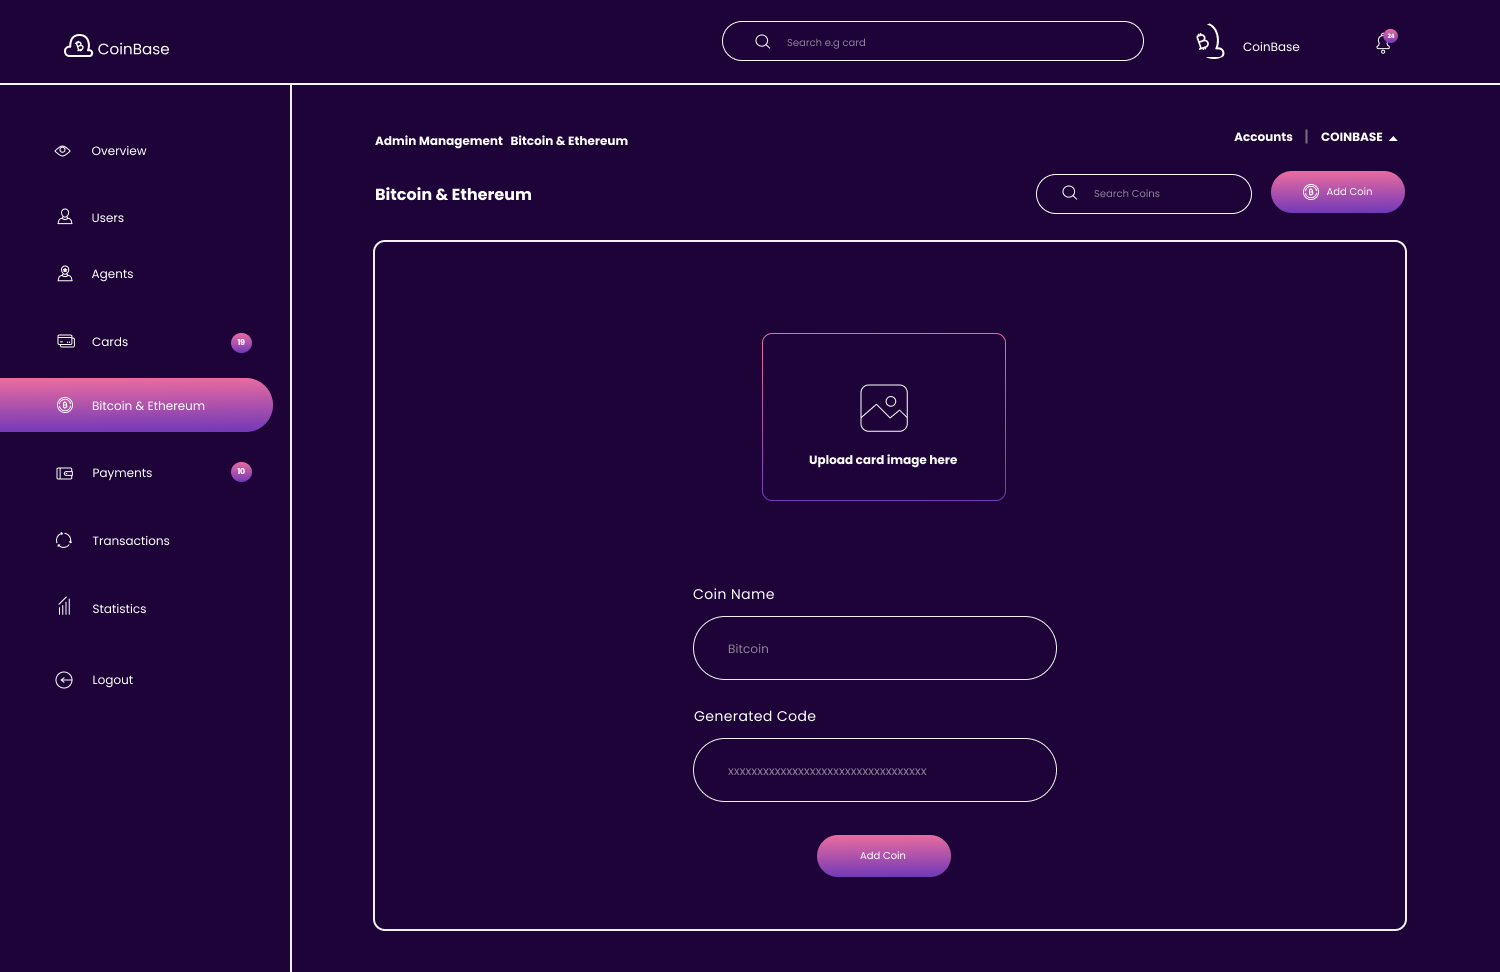 CoinBase
Search e.g card
CoinBase
24
Overview
Users
Agents
Cards
19
Bitcoin & Ethereum
Payments
10
Transactions
Statistics
Logout
Admin Management Bitcoin & Ethereum
Accounts | COINBASE
Bitcoin & Ethereum
Search Coins
Add Coin
Upload card image here
Coin Name
Bitcoin
Generated Code
xxxxxxxxxxxxxxxxxxxxxxxxxxxxxxxxxx
Add Coin